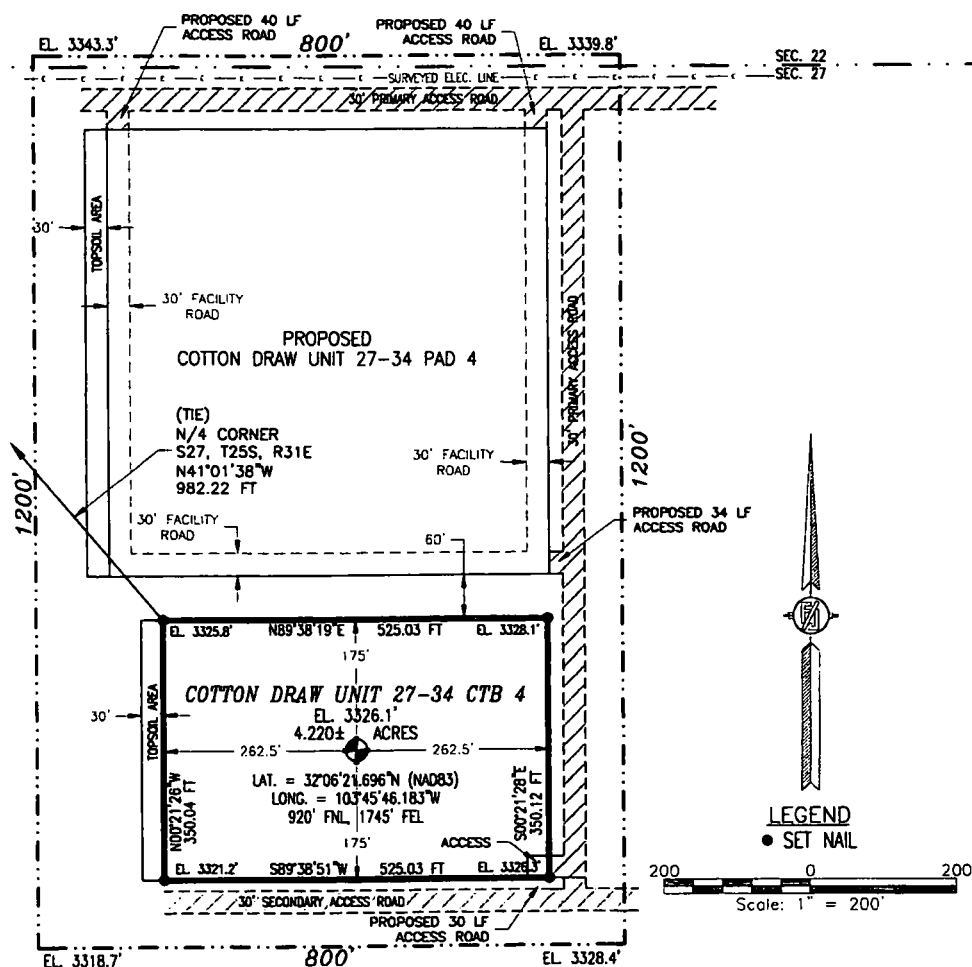 PROPOSED 40 LF
ACCESS ROAD
PROPOSED 40 LF
ACCESS ROAD
EL. 3343.3'
800'
EL. 3339.8'
SEC. 22
SEC. 27
SURVEYED ELEC. LINE
30' PRIMARY ACCESS ROAD
TOPSOIL AREA
30'
30' FACILITY
ROAD
30' PRIMARY ACCESS ROAD
PROPOSED
COTTON DRAW UNIT 27-34 PAD 4
(TIE)
N/4 CORNER
S27, T25S, R31E
N41°01'38"W
982.22 FT
1200'
30' FACILITY
ROAD
1200'
30' FACILITY
ROAD
60'
PROPOSED 34 LF
ACCESS ROAD
EL. 3325.8'
N89°38'19"E 525.03 FT
EL. 3328.1'
175'
COTTON DRAW UNIT 27-34 CTB 4
EL. 3326.1'
4.220± ACRES
30'
TOPSOIL AREA
262.5'
262.5'
LAT. = 32°06'21.696"N (NAD83)
LONG. = 103°45'46.183"W
920' FNL, 1745' FEL
N00°21'26"W
350.04 FT
S00°21'28"E
350.12 FT
175'
ACCESS
EL. 3321.2'
S89°38'51"W 525.03 FT
EL. 3326.3'
30' SECONDARY ACCESS ROAD
PROPOSED 30 LF
ACCESS ROAD
EL. 3318.7'
800'
EL. 3328.4'
LEGEND
● SET NAIL
200 0 200
Scale: 1" = 200'